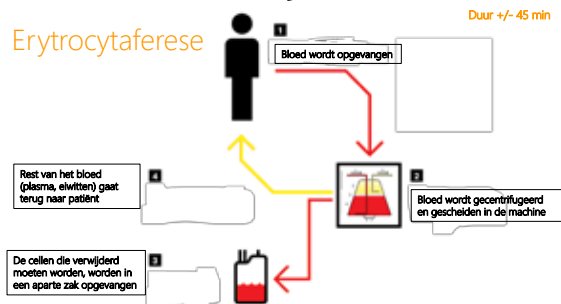 Duur +/- 45 min
Erytrocytaferese
1
Bloed wordt opgevangen
4
Rest van het bloed
(plasma, eiwitten) gaat
terug naar patiënt
2
Bloed wordt gecentrifugeerd
en gescheiden in de machine
De cellen die verwijderd
moeten worden, worden in
een aparte zak opgevangen
3